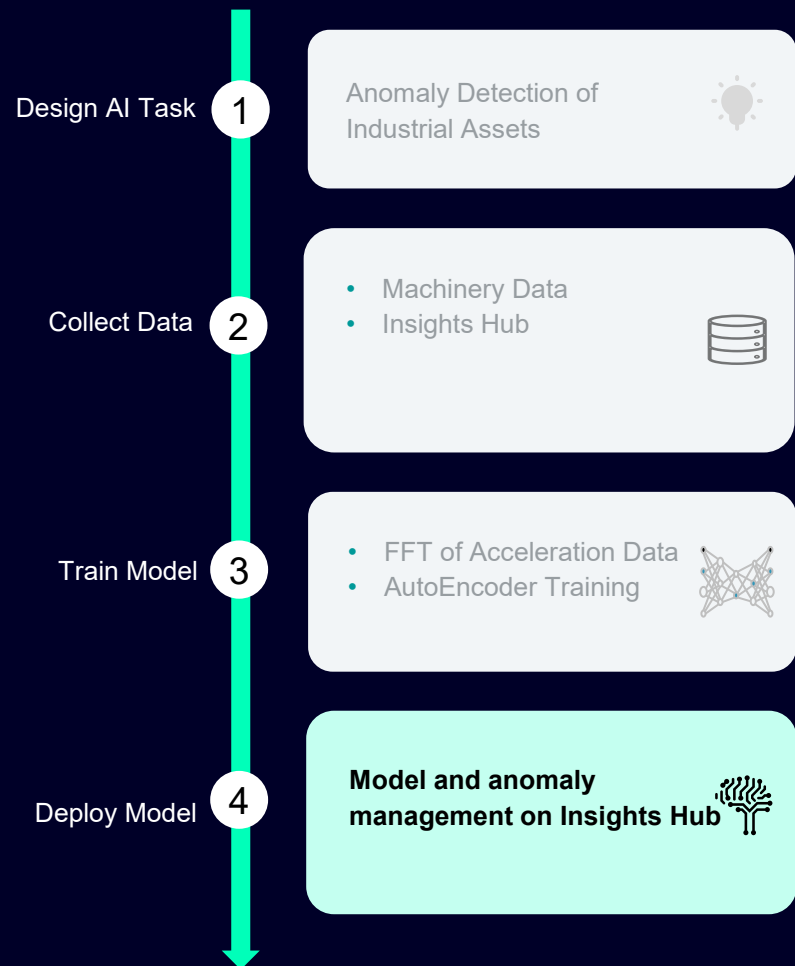 Design AI Task
1
Anomaly Detection of
Industrial Assets
Collect Data
2
• Machinery Data
• Insights Hub
Train Model
3
• FFT of Acceleration Data
• AutoEncoder Training
Deploy Model
4
Model and anomaly
management on Insights Hub